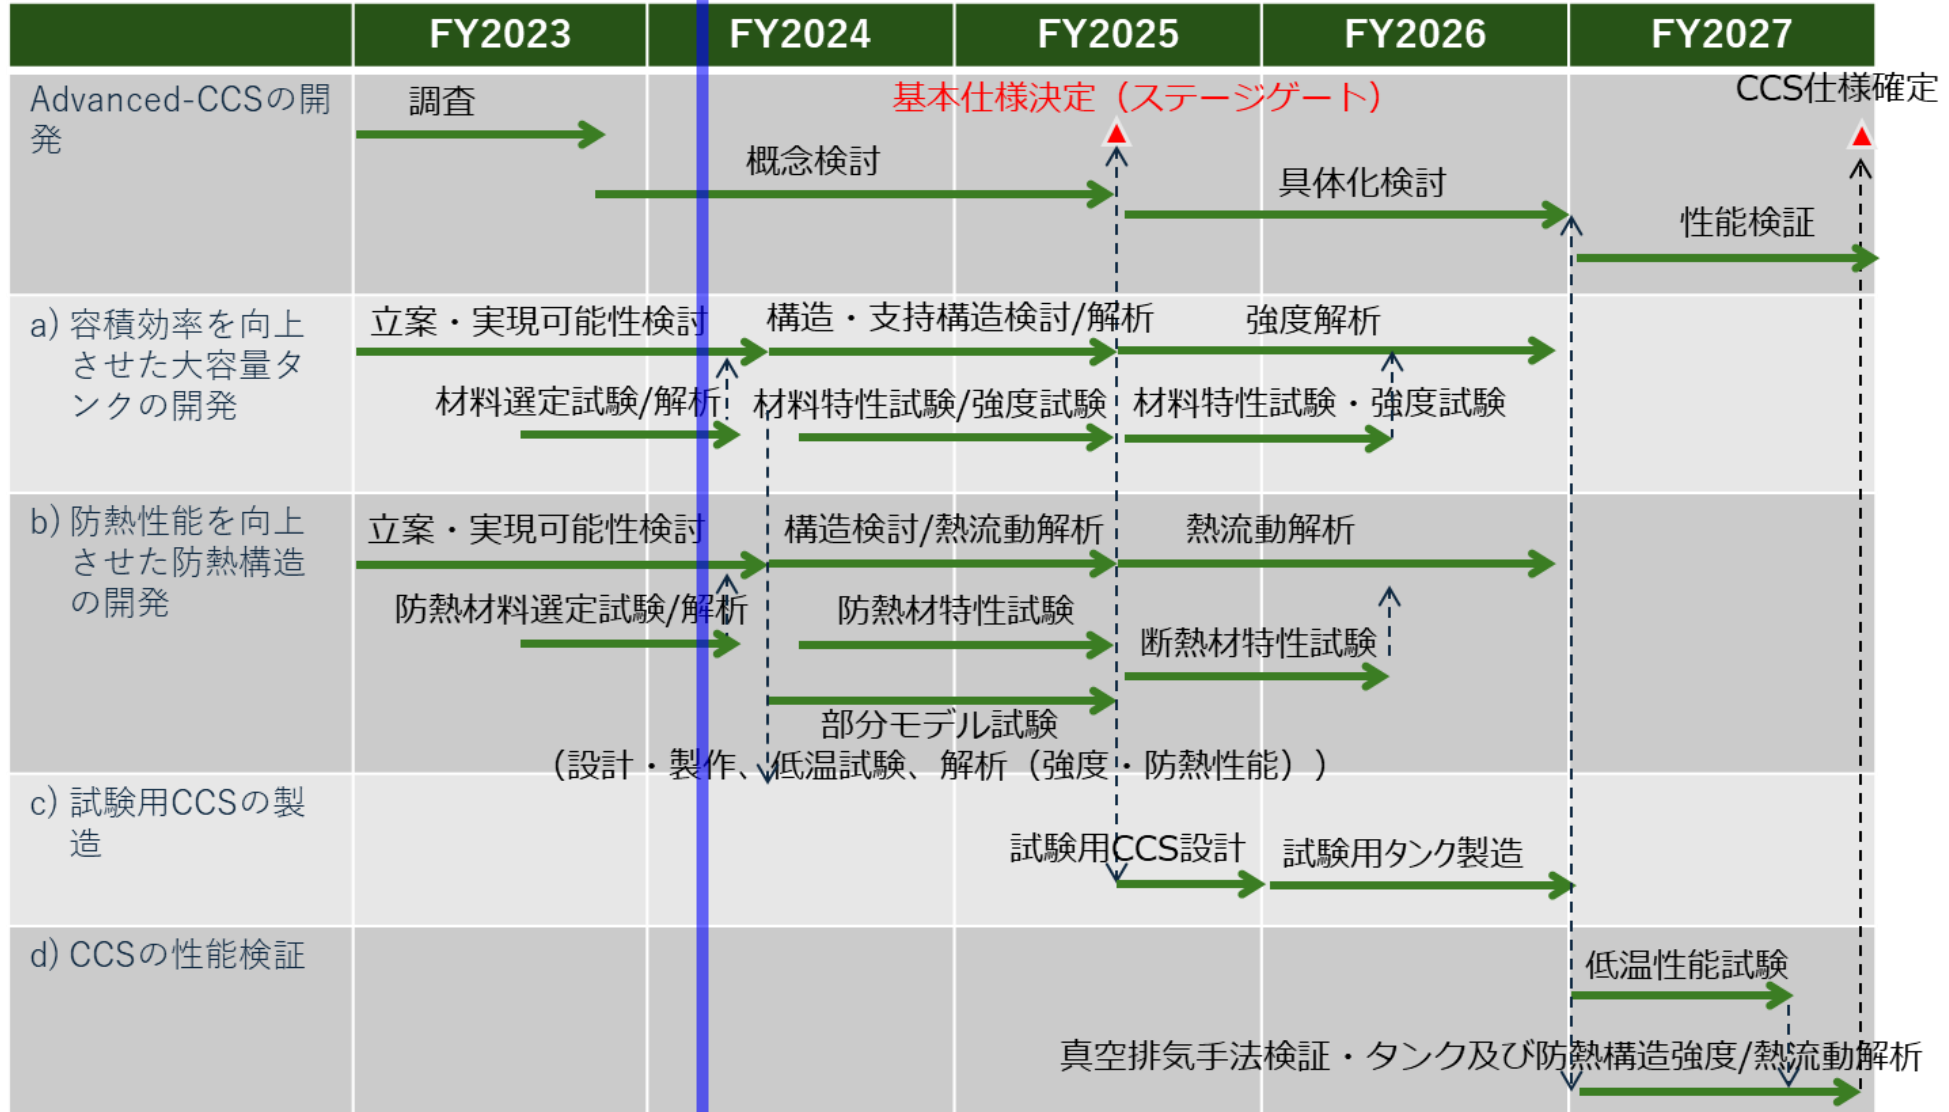 FY2023 FY2024 FY2025 FY2026 FY2027
Advanced-CCSの開
発
調査
基本仕様決定（ステージゲート）
CCS仕様確定
概念検討
具体化検討
性能検証
a) 容積効率を向上
させた大容量タ
ンクの開発
立案・実現可能性検討
構造・支持構造検討/解析
強度解析
材料選定試験/解析
材料特性試験/強度試験
材料特性試験・強度試験
b) 防熱性能を向上
させた防熱構造
の開発
立案・実現可能性検討
構造検討/熱流動解析
熱流動解析
防熱材料選定試験/解析
防熱材特性試験
断熱材特性試験
部分モデル試験
（設計・製作、低温試験、解析（強度・防熱性能））
c) 試験用CCSの製
造
試験用CCS設計
試験用タンク製造
d) CCSの性能検証
低温性能試験
真空排気手法検証・タンク及び防熱構造強度/熱流動解析